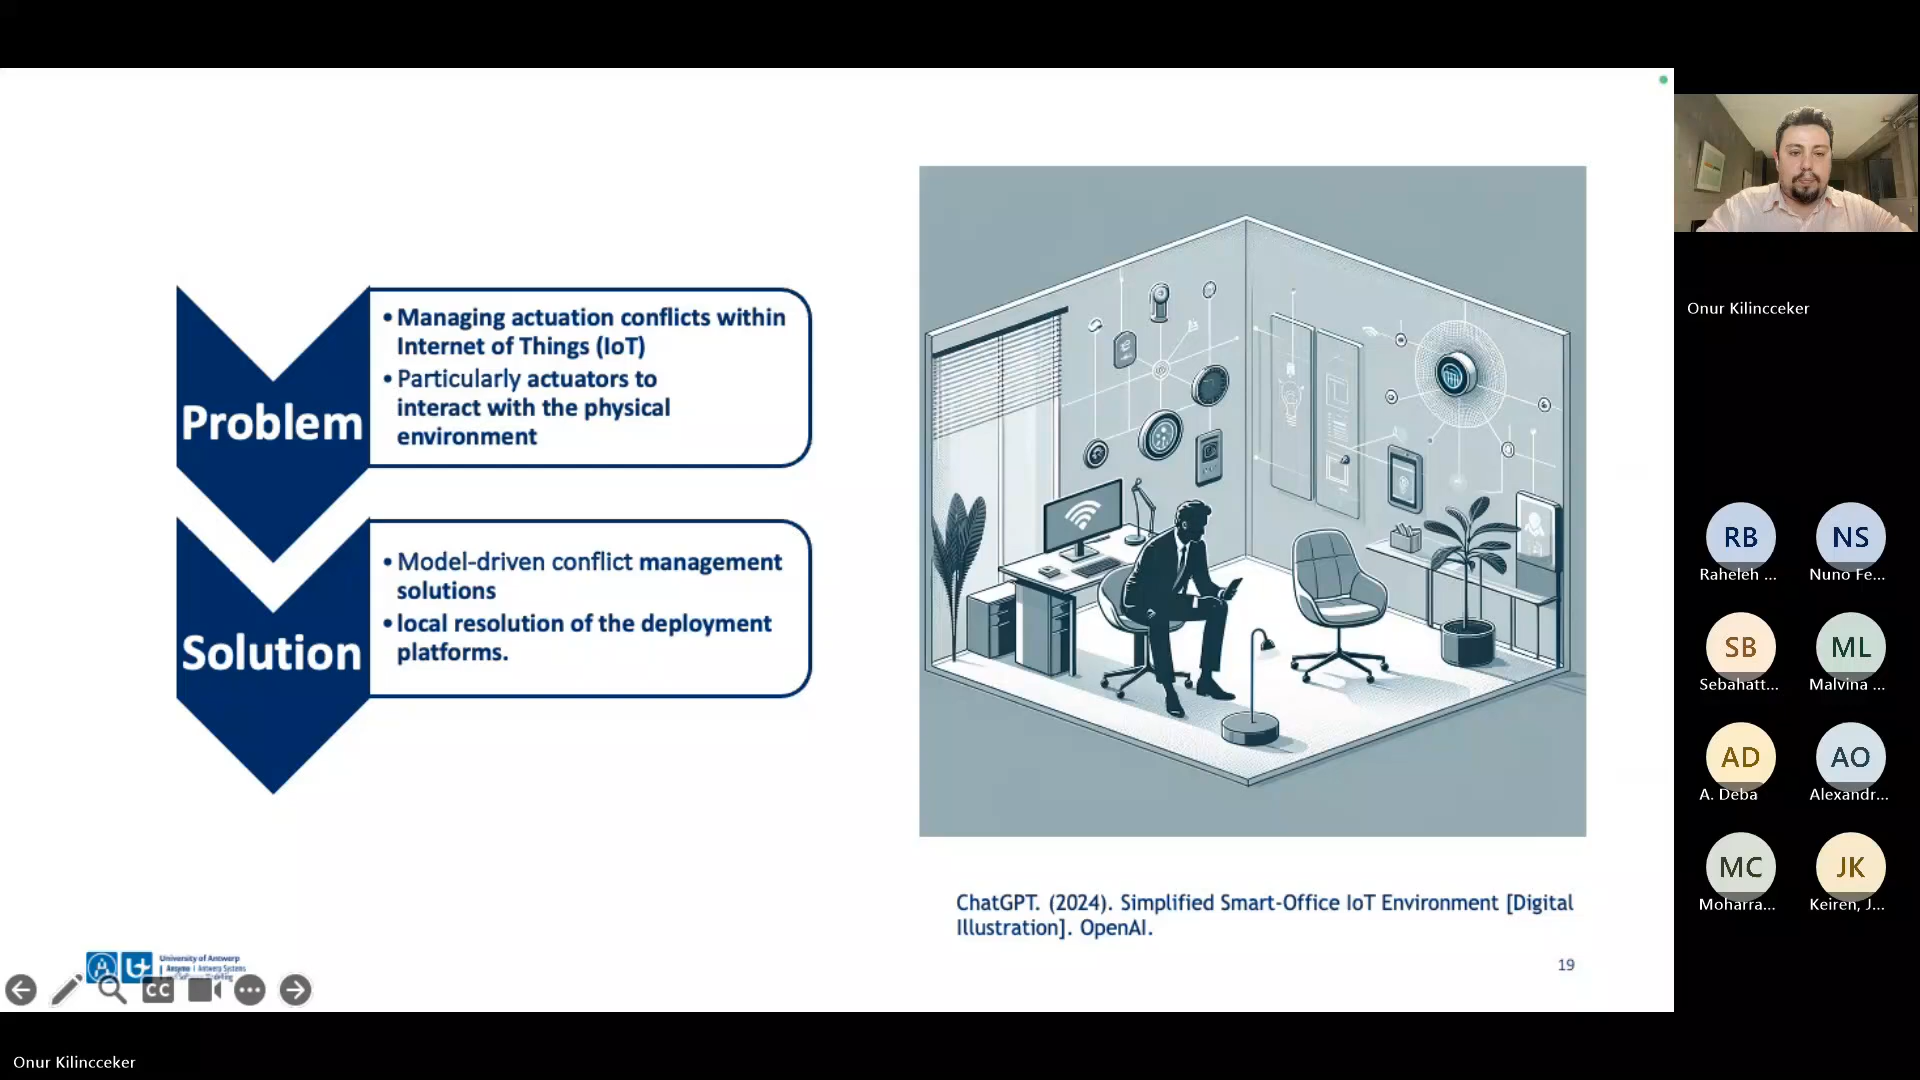 Problem
• Managing actuation conflicts within
Internet of Things (IoT)
• Particularly actuators to
interact with the physical
environment
Solution
• Model-driven conflict management
solutions
• local resolution of the deployment
platforms.
ChatGPT. (2024). Simplified Smart-Office IoT Environment [Digital
Illustration]. OpenAI.
University of Antwerp
Antwerp Systems
19
CC
Onur Kilincceker
RB
NS
Raheleh ...
Nuno Fe...
SB
ML
Sebahatt...
Malvina ...
AD
AO
A. Deba
Alexandr...
MC
JK
Moharra...
Keiren, J...
Onur Kilincceker